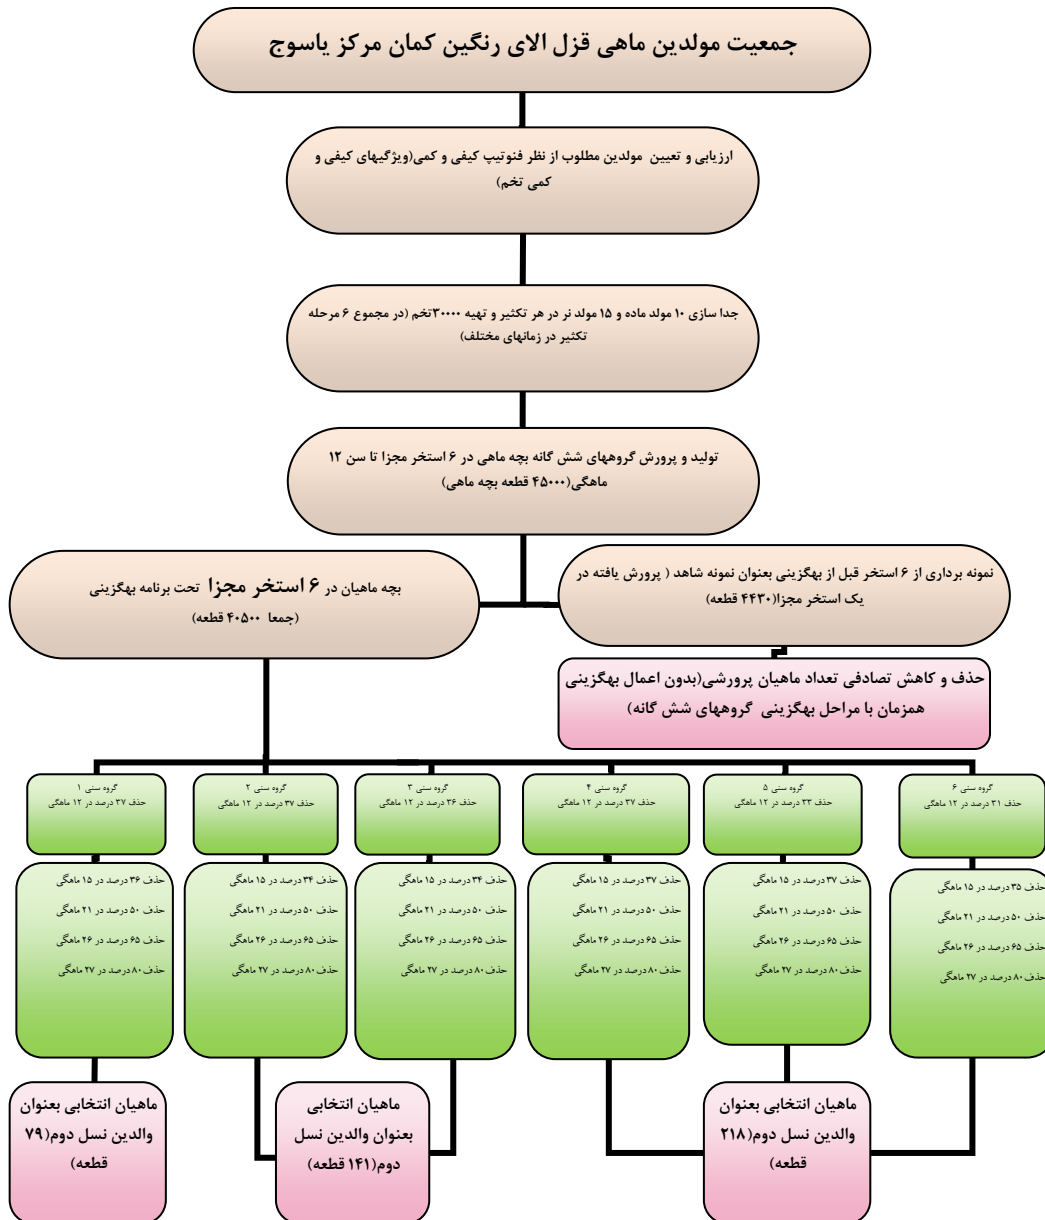 جمعیت مولدین ماهی قزل الای رنگین کمان مرکز یاسوج
ارزیابی و تعیین مولدین مطلوب از نظر فنوتیپ کیفی و کمی(ویژگیهای کیفی و
کمی تخم)
جدا سازی ۱۰ مولد ماده و ۱۵ مولد نر در هر تکثیر و تهیه ۳۰۰۰۰تخم (در مجموع ۶ مرحله
تکثیر در زمانهای مختلف)
تولید و پرورش گروههای شش گانه بچه ماهی در ۶ استخر مجزا تا سن ۱۲
ماهگی(۴۵۰۰۰ قطعه بچه ماهی)
نمونه برداری از ۶ استخر قبل از بهگزینی بعنوان نمونه شاهد ( پرورش یافته در
یک استخر مجزا(۴۴۳۰ قطعه)
بچه ماهیان در ۶ استخر مجزا تحت برنامه بهگزینی
(جمعا ۴۰۵۰۰ قطعه)
حذف و کاهش تصادفی تعداد ماهیان پرورشی(بدون اعمال بهگزینی
همزمان با مراحل بهگزینی گروههای شش گانه)
گروه سنی ۱
حذف ۳۷ درصد در ۱۲ ماهگی
گروه سنی ۲
حذف ۳۷ درصد در ۱۲ ماهگی
گروه سنی ۳
حذف ۳۶ درصد در ۱۲ ماهگی
گروه سنی ۴
حذف ۳۷ درصد در ۱۲ ماهگی
گروه سنی ۵
حذف ۳۳ درصد در ۱۲ ماهگی
گروه سنی ۶
حذف ۳۱ درصد در ۱۲ ماهگی
حذف ۳۶ درصد در ۱۵ ماهگی
حذف ۵۰ درصد در ۲۱ ماهگی
حذف ۶۵ درصد در ۲۶ ماهگی
حذف ۸۰ درصد در ۲۷ ماهگی
حذف ۳۴ درصد در ۱۵ ماهگی
حذف ۵۰ درصد در ۲۱ ماهگی
حذف ۶۵ درصد در ۲۶ ماهگی
حذف ۸۰ درصد در ۲۷ ماهگی
حذف ۳۴ درصد در ۱۵ ماهگی
حذف ۵۰ درصد در ۲۱ ماهگی
حذف ۶۵ درصد در ۲۶ ماهگی
حذف ۸۰ درصد در ۲۷ ماهگی
حذف ۳۷ درصد در ۱۵ ماهگی
حذف ۵۰ درصد در ۲۱ ماهگی
حذف ۶۵ درصد در ۲۶ ماهگی
حذف ۸۰ درصد در ۲۷ ماهگی
حذف ۳۷ درصد در ۱۵ ماهگی
حذف ۵۰ درصد در ۲۱ ماهگی
حذف ۶۵ درصد در ۲۶ ماهگی
حذف ۸۰ درصد در ۲۷ ماهگی
حذف ۳۵ درصد در ۱۵ ماهگی
حذف ۵۰ درصد در ۲۱ ماهگی
حذف ۶۵ درصد در ۲۶ ماهگی
حذف ۸۰ درصد در ۲۷ ماهگی
ماهیان انتخابی بعنوان
والدین نسل دوم(۷۹
قطعه)
ماهیان انتخابی
بعنوان والدین نسل
دوم(۱۴۱ قطعه)
ماهیان انتخابی بعنوان
والدین نسل دوم(۲۱۸
قطعه)